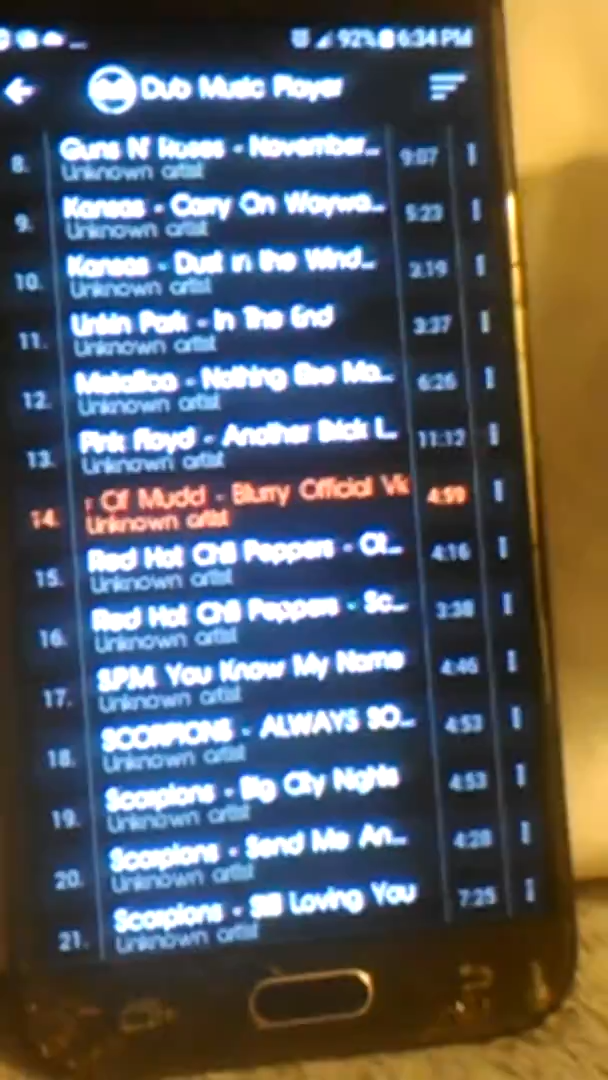 92% 6:34 PM
Dub Music Player
8. Guns N' Roses - November... 9:07
Unknown artist
9. Kansas - Carry On Waywa... 5:23
Unknown artist
10. Kansas - Dust in the Wind... 3:19
Unknown artist
11. Linkin Park - In The End 3:37
Unknown artist
12. Metallica - Nothing Else Ma... 6:26
Unknown artist
13. Pink Floyd - Another Brick I... 11:12
Unknown artist
14. Of Mudd - Blurry Official Vi 4:59
Unknown artist
15. Red Hot Chili Peppers - Ot... 4:16
Unknown artist
16. Red Hot Chili Peppers - Sc... 3:38
Unknown artist
17. SPM You Know My Name 4:46
Unknown artist
18. SCORPIONS - ALWAYS SO... 4:53
Unknown artist
19. Scorpions - Big City Nights 4:53
Unknown artist
20. Scorpions - Send Me An... 4:28
Unknown artist
21. Scorpions - Still Loving You 7:25
Unknown artist